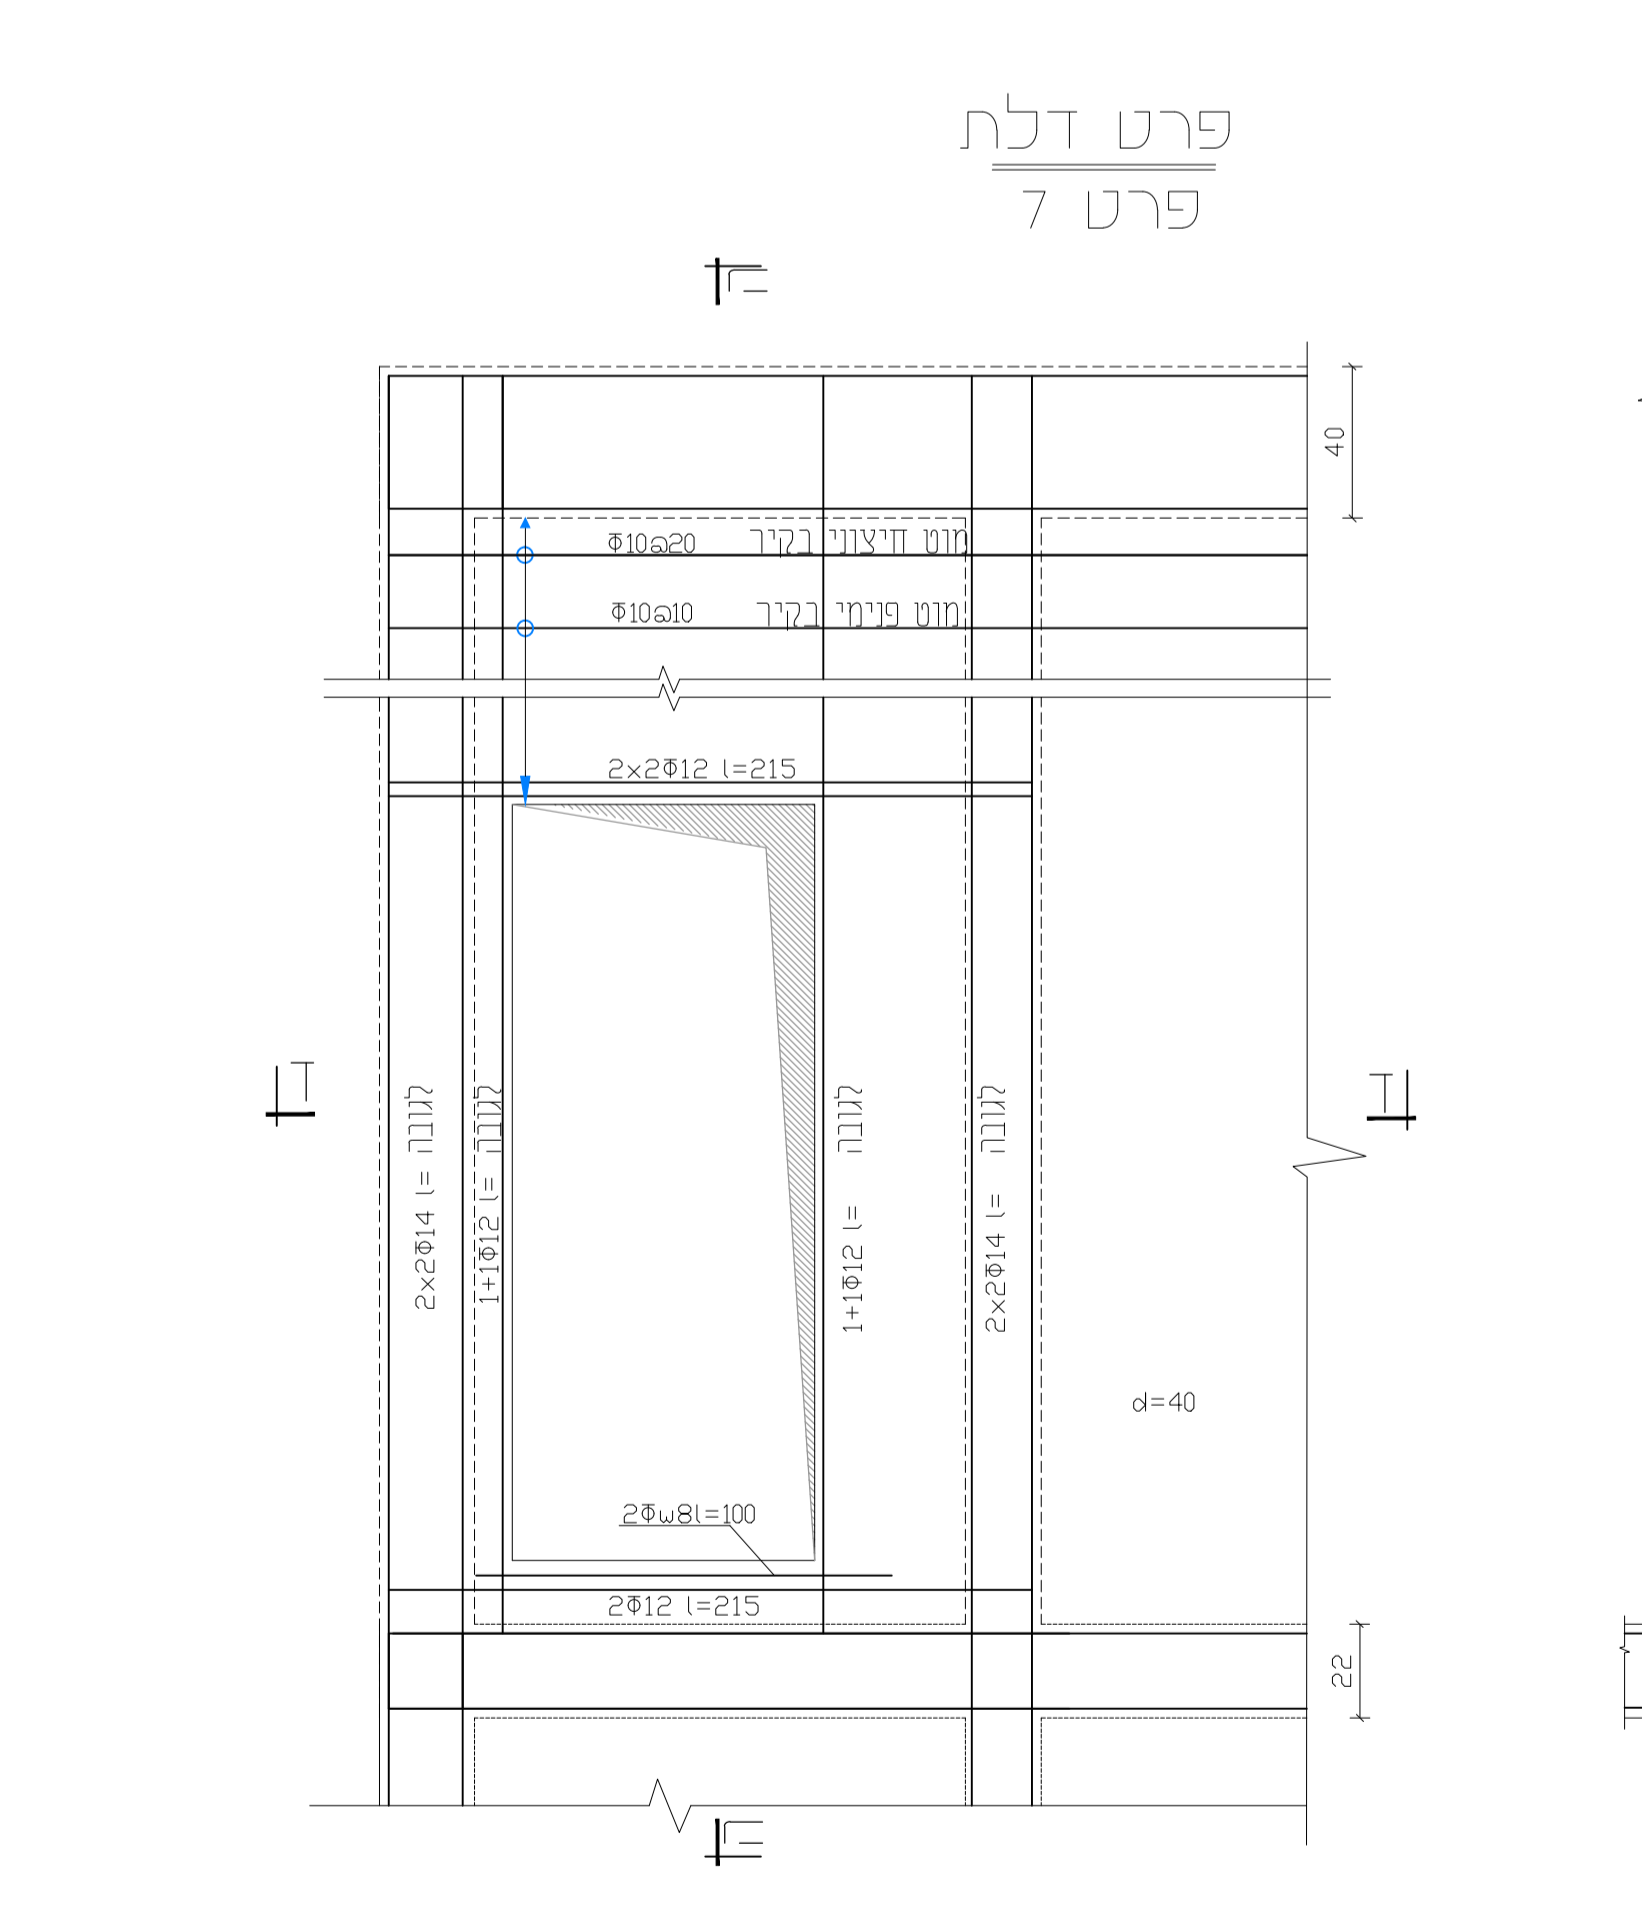 פרט דלת
פרט 7
ה
40
Φ10@20 מוט חיצוני בקיר
Φ10@10 מוט פנימי בקיר
2x2Φ12 l=215
ד
ד
2x2Φ14 l= לגובה
1+1Φ12 l= לגובה
1+1Φ12 l= לגובה
2x2Φ14 l= לגובה
d=40
2Φw8l=100
2Φ12 l=215
22
ה